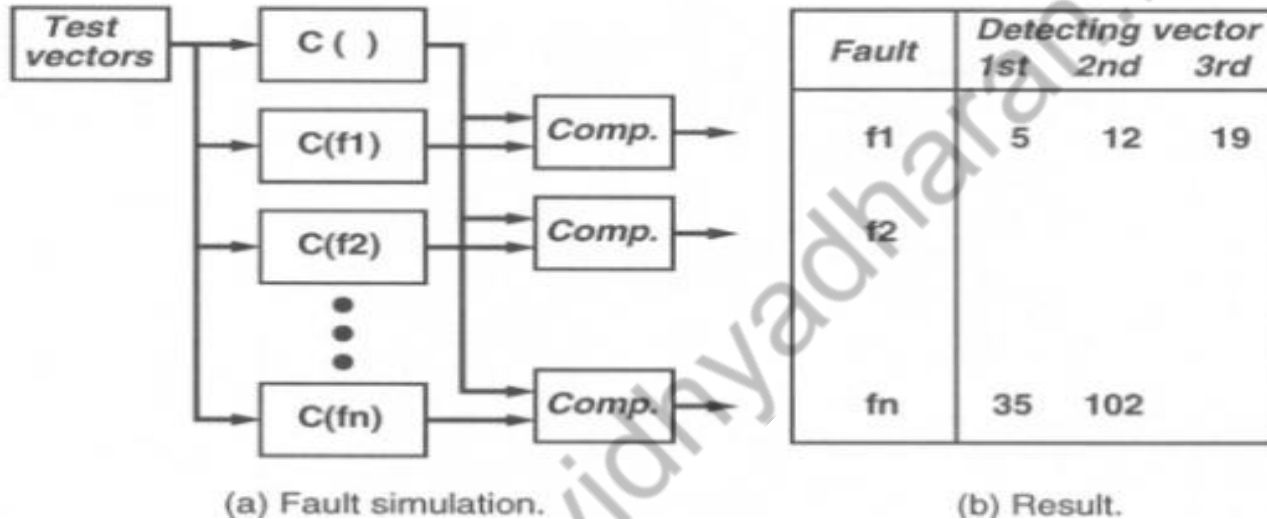 Test
vectors
C ( )
C(f1)
C(f2)
C(fn)
Comp.
Comp.
Comp.
(a) Fault simulation.
Fault
Detecting vector
1st 2nd 3rd
f1 5 12 19
f2
fn 35 102
(b) Result.
vidhyadharan.